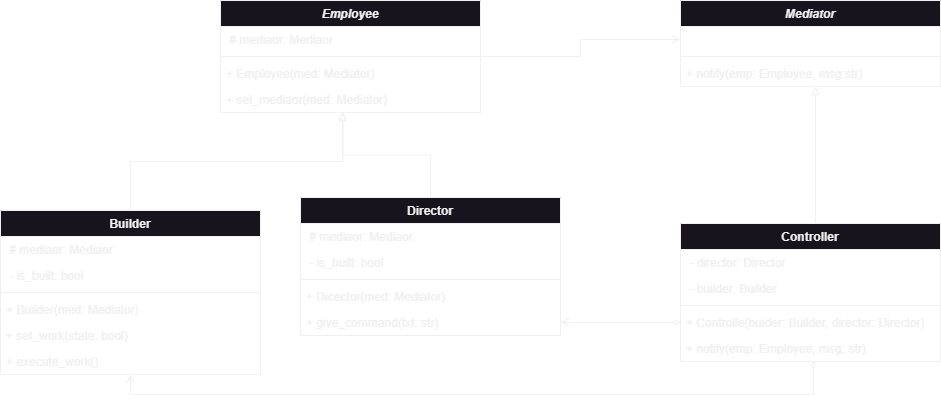 Employee
# mediaor: Mediaor
+ Employee(med: Mediator)
+ set_mediaor(med: Mediator)
Mediator
+ notify(emp: Employee, msg:str)
Builder
# mediaor: Mediaor
- is_built: bool
+ Builder(med: Mediator)
+ set_work(state: bool)
+ execute_work()
Director
# mediaor: Mediaor
- is_built: bool
+ Dicector(med: Mediator)
+ give_command(txt: str)
Controller
- director: Director
- builder: Builder
+ Controlle(buider: Builder, director: Director)
+ notify(emp: Employee, msg: str)